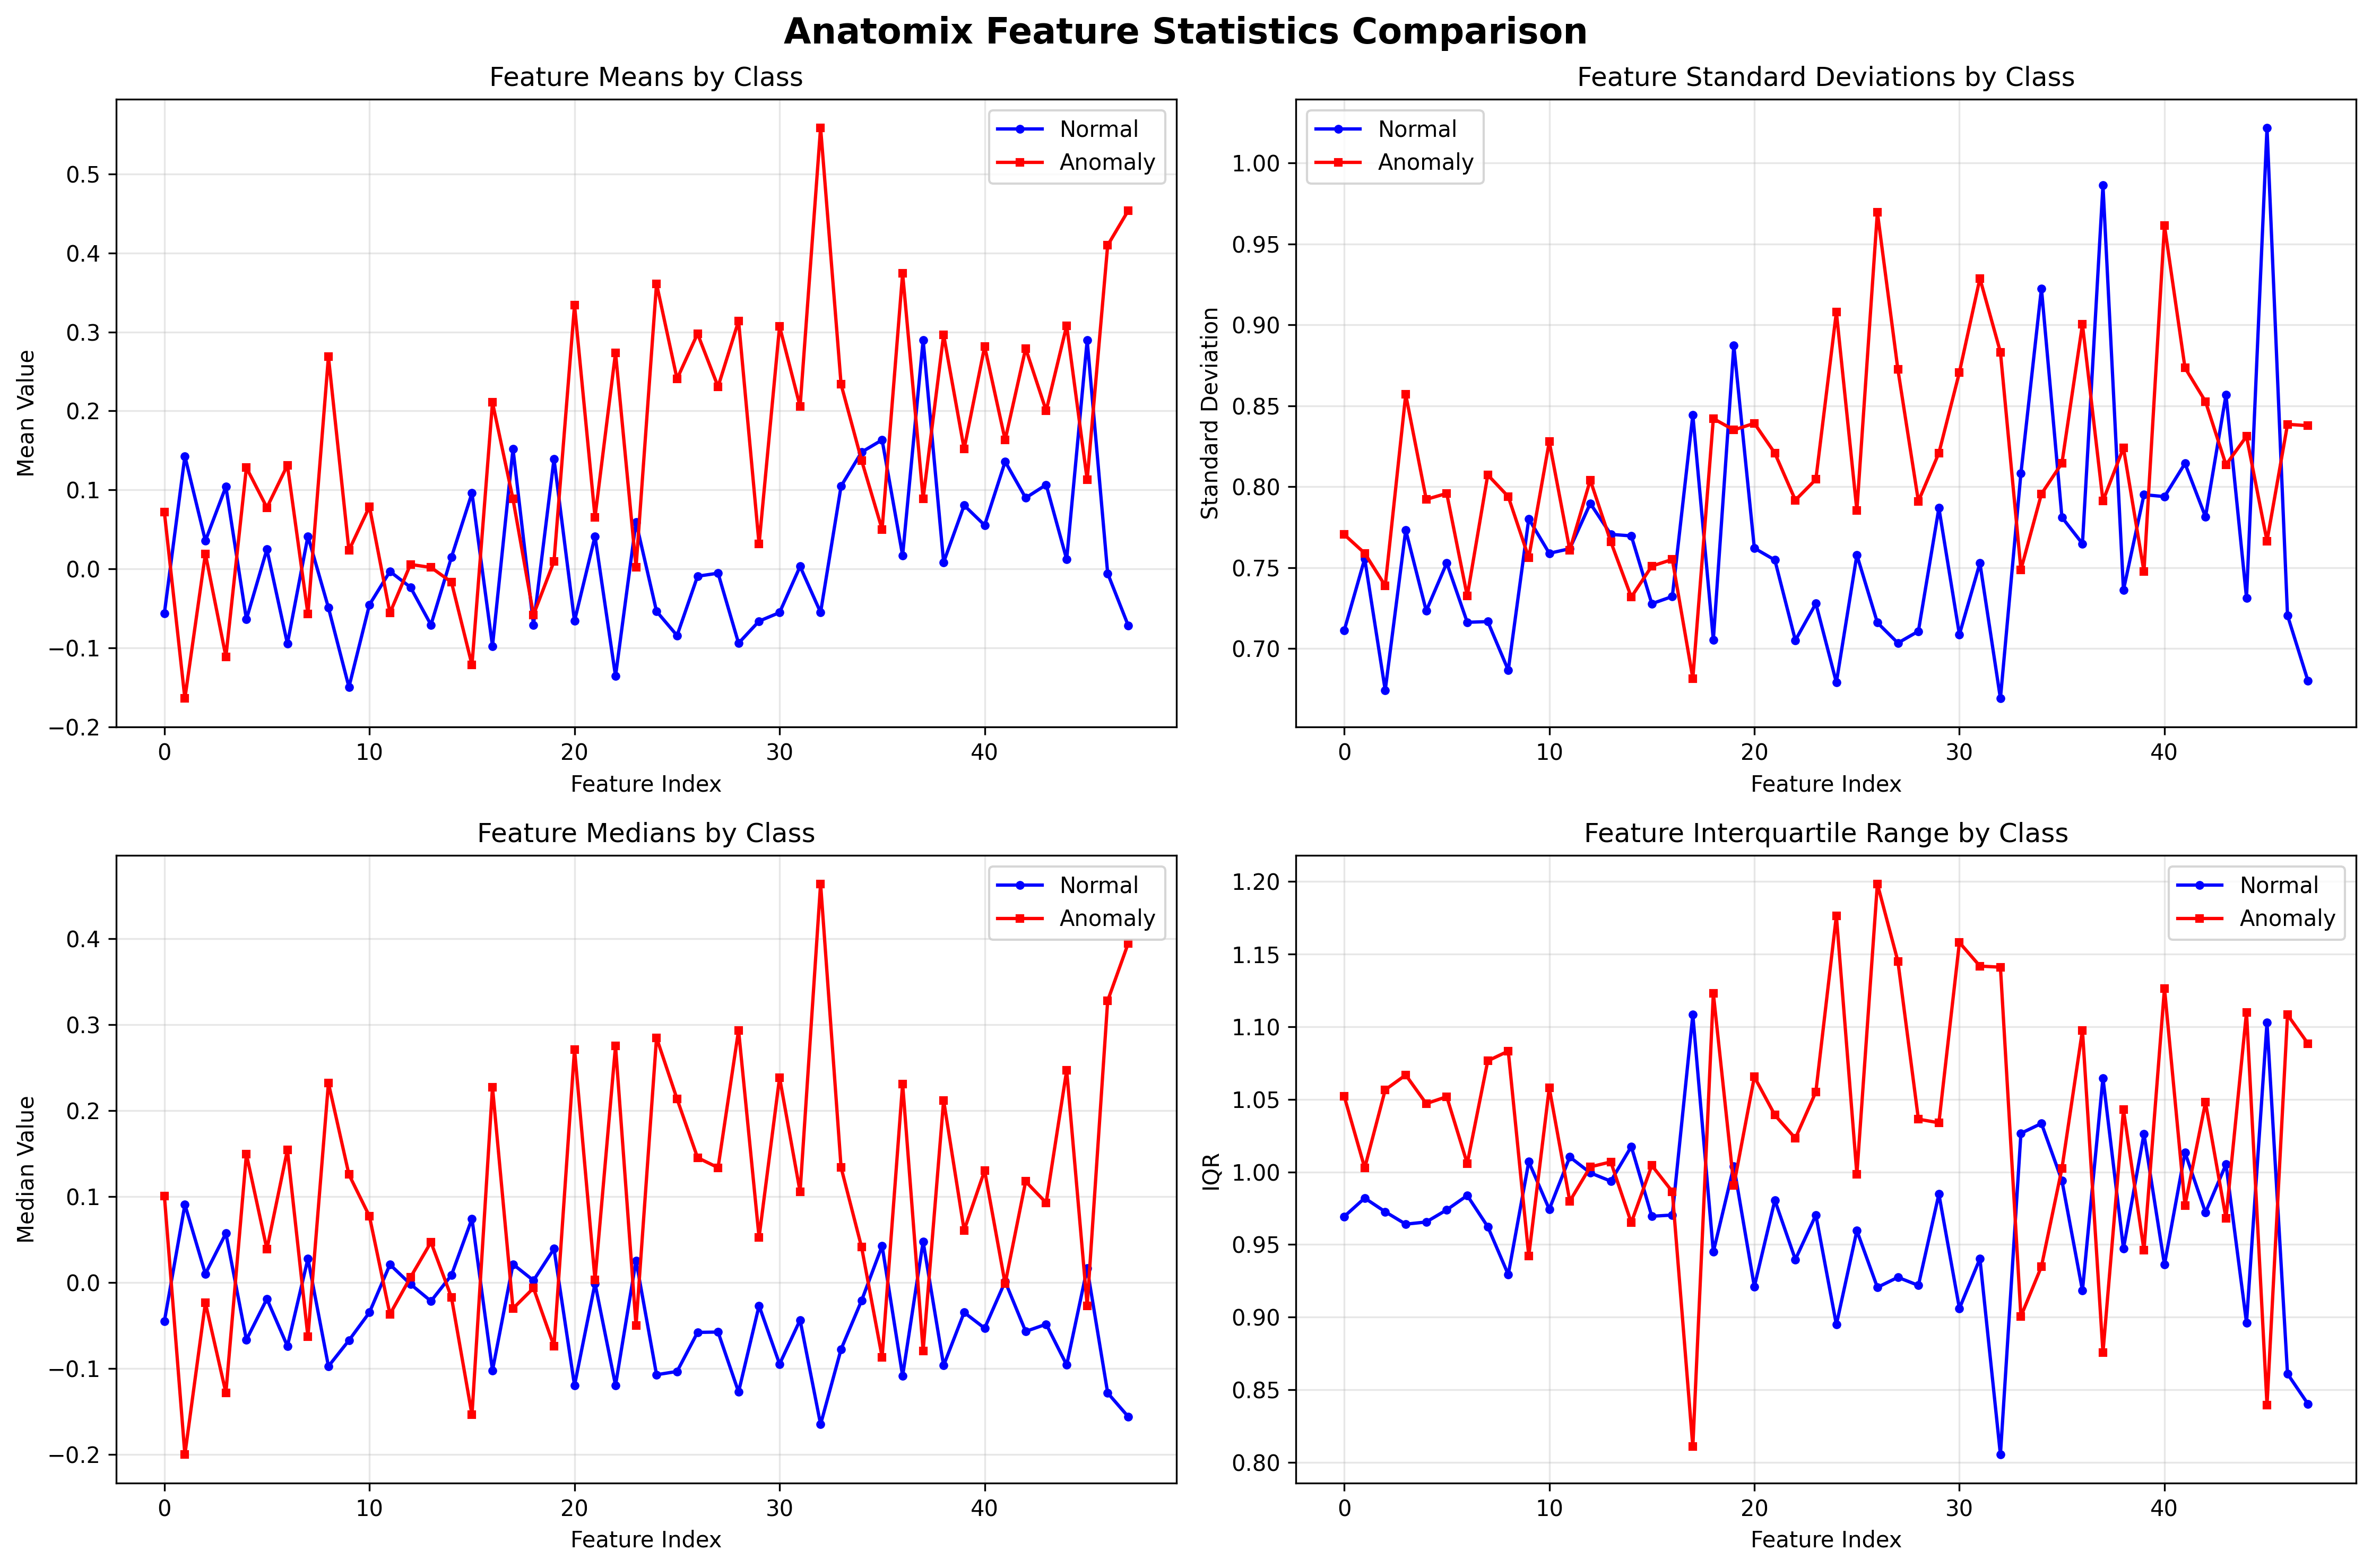 Anatomix Feature Statistics Comparison
Feature Means by Class
Normal
Anomaly
0.5
0.4
0.3
0.2
0.1
0.0
−0.1
−0.2
Mean Value
0 10 20 30 40
Feature Index
Feature Standard Deviations by Class
Normal
Anomaly
1.00
0.95
0.90
0.85
0.80
0.75
0.70
Standard Deviation
0 10 20 30 40
Feature Index
Feature Medians by Class
Normal
Anomaly
0.4
0.3
0.2
0.1
0.0
−0.1
−0.2
Median Value
0 10 20 30 40
Feature Index
Feature Interquartile Range by Class
Normal
Anomaly
1.20
1.15
1.10
1.05
1.00
0.95
0.90
0.85
0.80
IQR
0 10 20 30 40
Feature Index